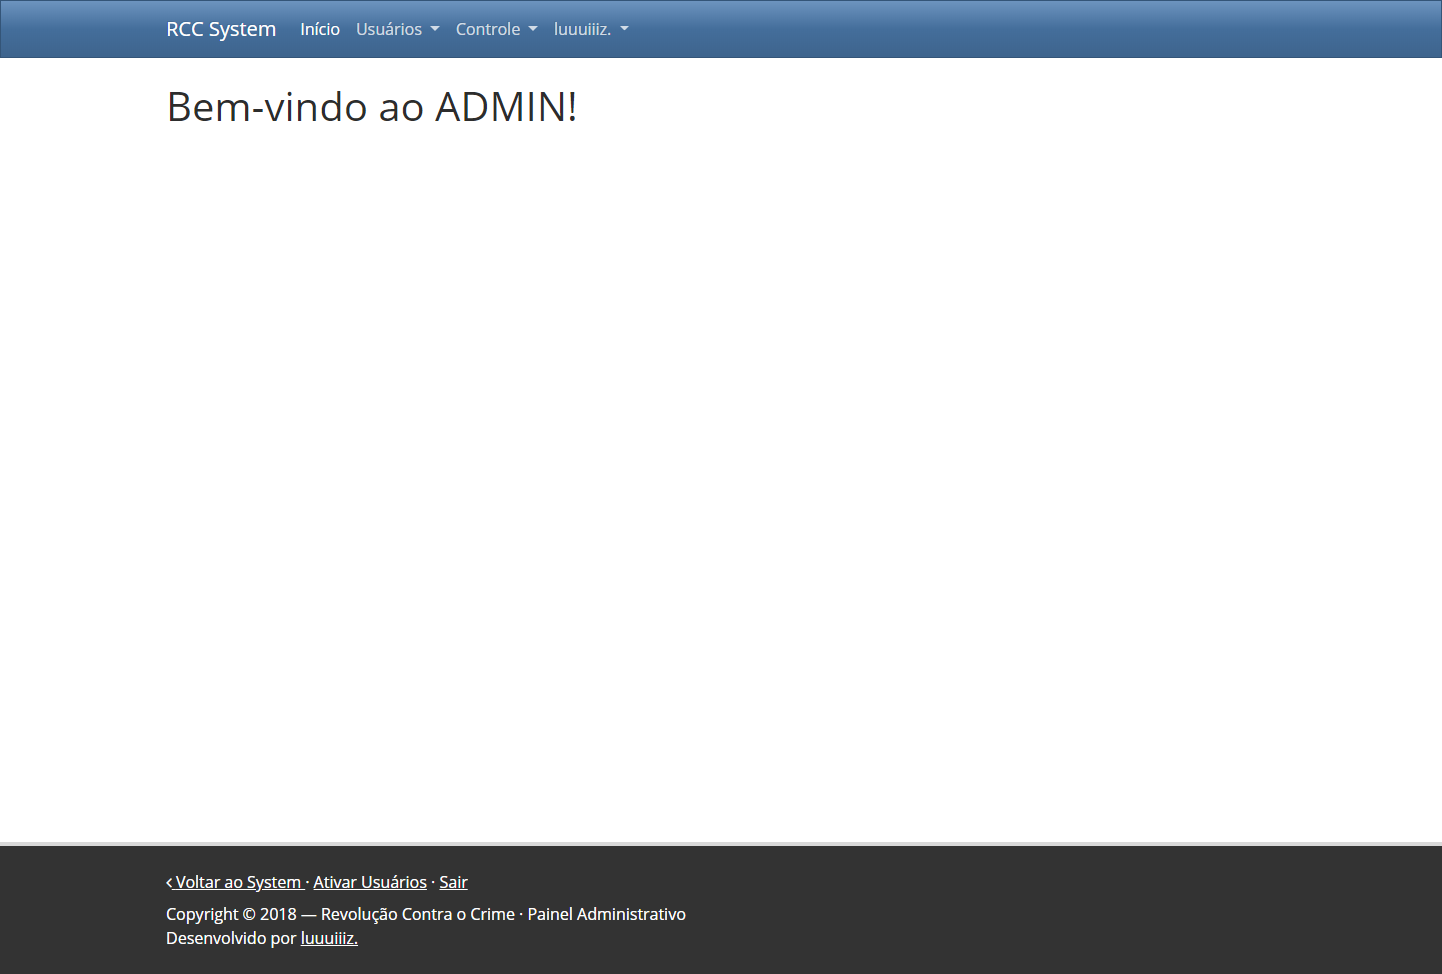 RCC System Início Usuários Controle luuuiiiz.
Bem-vindo ao ADMIN!
Voltar ao System · Ativar Usuários · Sair
Copyright © 2018 — Revolução Contra o Crime · Painel Administrativo
Desenvolvido por luuuiiiz.